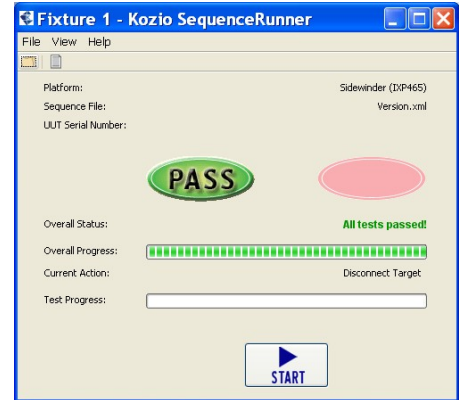 Fixture 1 - Kozio SequenceRunner
File View Help
Platform: Sidewinder (IXP465)
Sequence File: Version.xml
UUT Serial Number:
PASS
Overall Status: All tests passed!
Overall Progress:
Current Action: Disconnect Target
Test Progress:
START